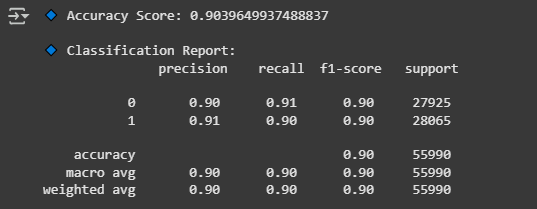 Accuracy Score: 0.9039649937488837
Classification Report:
precision recall f1-score support
0 0.90 0.91 0.90 27925
1 0.91 0.90 0.90 28065
accuracy 0.90 55990
macro avg 0.90 0.90 0.90 55990
weighted avg 0.90 0.90 0.90 55990